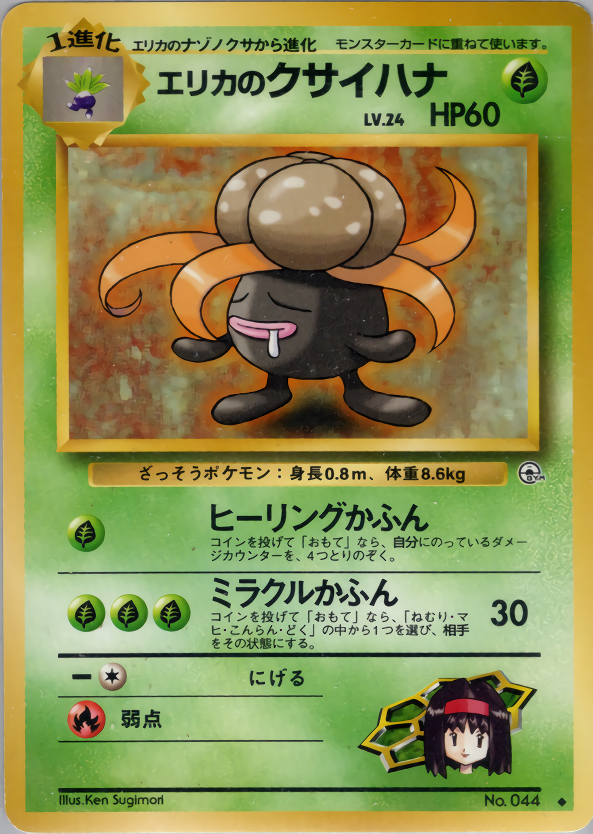 1進化
エリカのナゾノクサから進化
モンスターカードに重ねて使います。
エリカのクサイハナ
LV.24 HP60
ざっそうポケモン：身長0.8m、体重8.6kg
GYM
ヒーリングかふん
コインを投げて「おもて」なら、自分にのっているダメー
ジカウンターを、4つとりのぞく。
ミラクルかふん
コインを投げて「おもて」なら、「ねむり・マ
ヒ・こんらん・どく」の中から1つを選び、相手
をその状態にする。
30
にげる
弱点
Illus.Ken Sugimori
No. 044